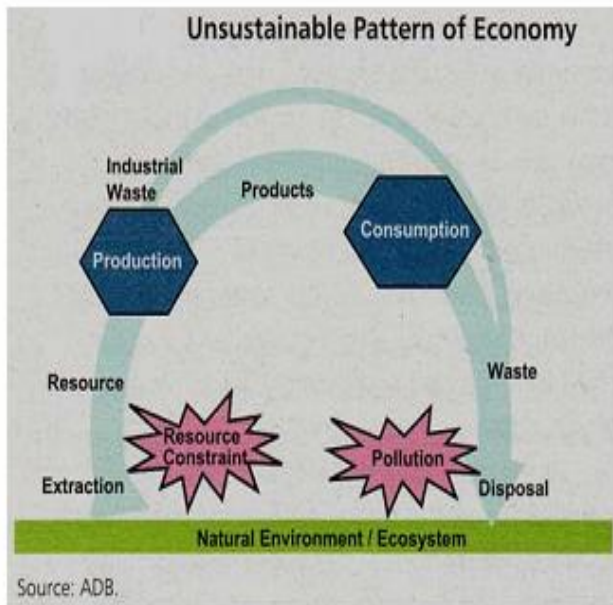 Unsustainable Pattern of Economy
Industrial
Waste
Products
Production
Consumption
Resource
Waste
Resource
Constraint
Pollution
Extraction
Disposal
Natural Environment / Ecosystem
Source: ADB.